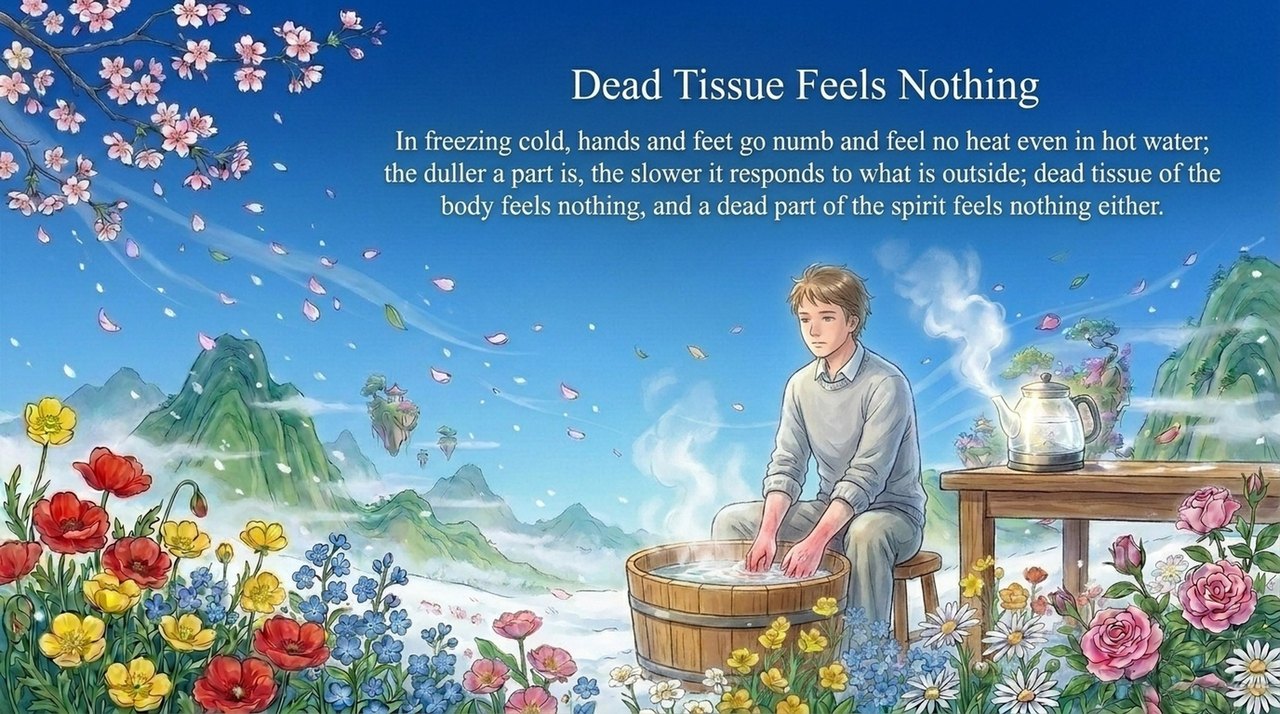 Dead Tissue Feels Nothing
In freezing cold, hands and feet go numb and feel no heat even in hot water;
the duller a part is, the slower it responds to what is outside; dead tissue of the
body feels nothing, and a dead part of the spirit feels nothing either.